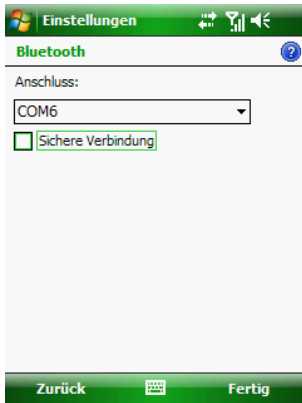 Einstellungen
Bluetooth
Anschluss:
COM6
Sichere Verbindung
Zurück Fertig